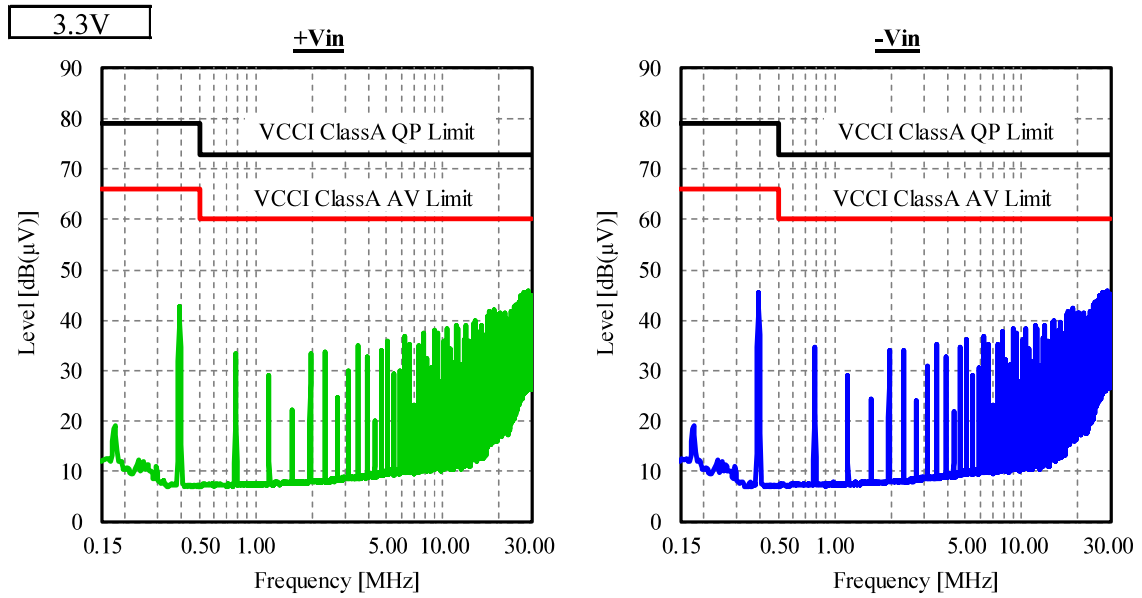 3.3V
+Vin
90
80
70
60
50
40
30
20
10
0
Level [dB(μV)]
VCCI ClassA QP Limit
VCCI ClassA AV Limit
0.15 0.50 1.00 5.00 10.00 30.00
Frequency [MHz]
-Vin
90
80
70
60
50
40
30
20
10
0
Level [dB(μV)]
VCCI ClassA QP Limit
VCCI ClassA AV Limit
0.15 0.50 1.00 5.00 10.00 30.00
Frequency [MHz]